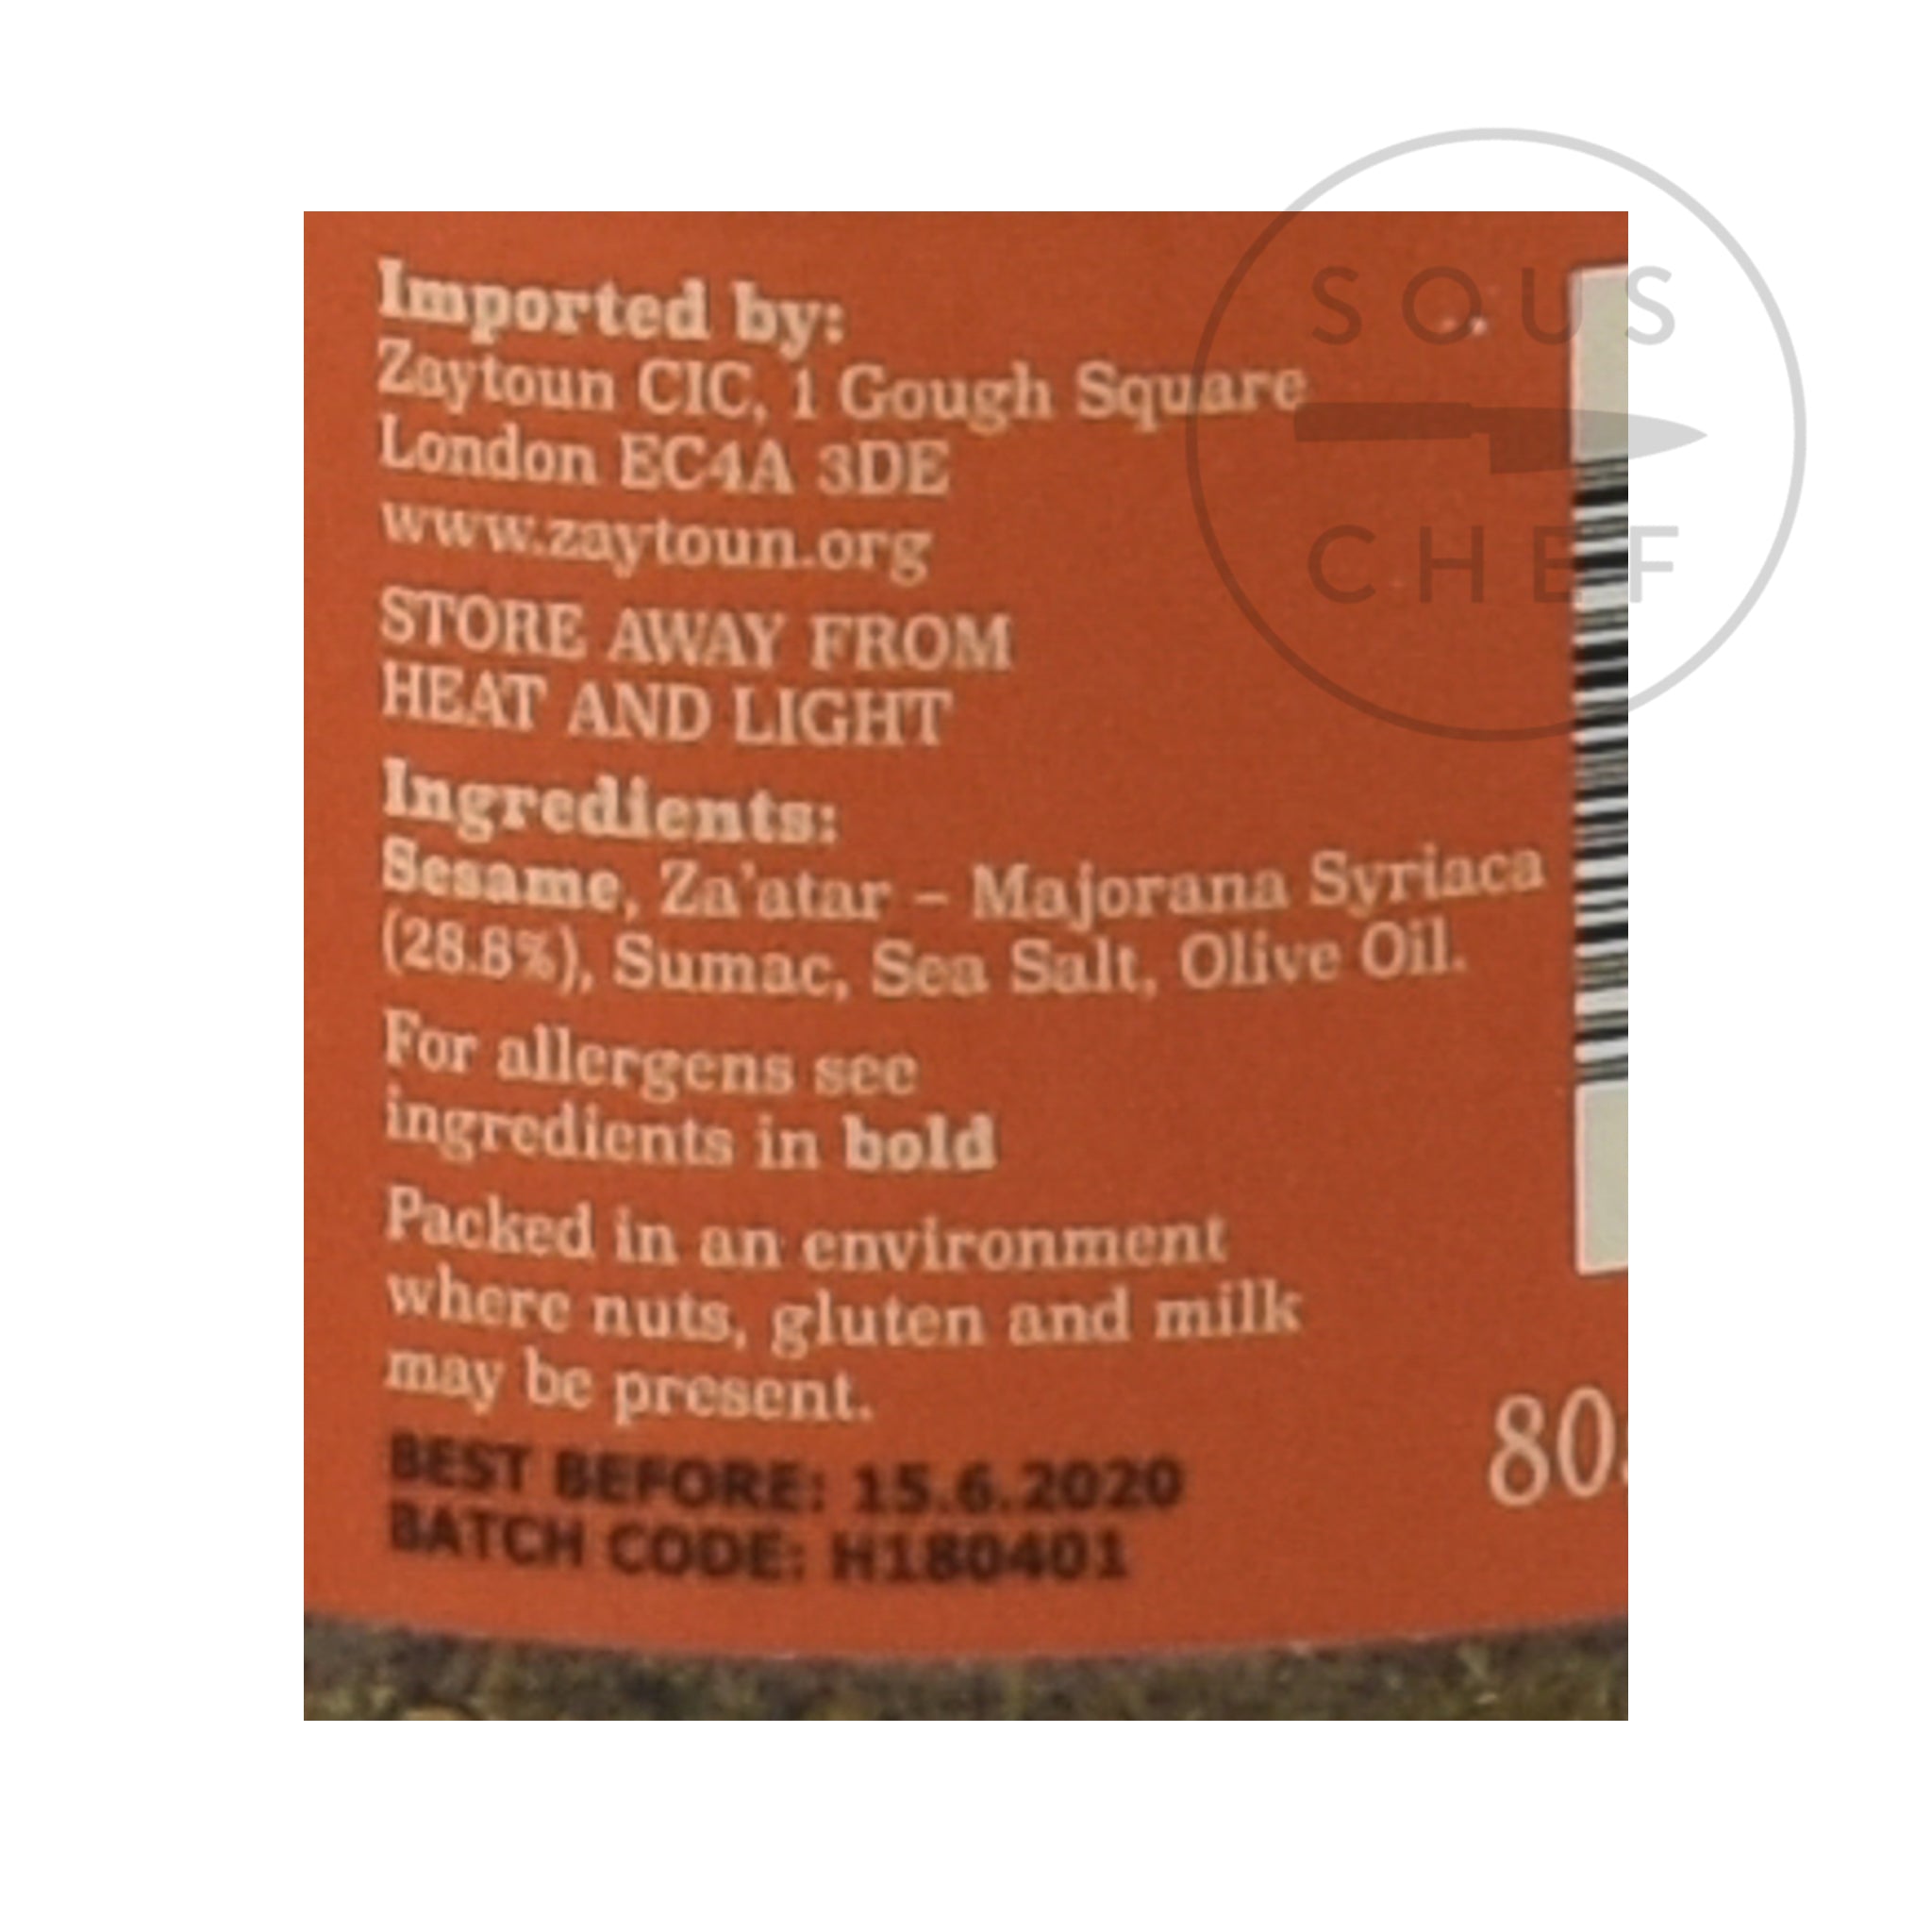 Imported by:
Zaytoun CIC, 1 Gough Square
London EC4A 3DE
www.zaytoun.org
STORE AWAY FROM
HEAT AND LIGHT
Ingredients:
Sesame, Za'atar – Majorana Syriaca
(28.8%), Sumac, Sea Salt, Olive Oil.
For allergens see
ingredients in bold
Packed in an environment
where nuts, gluten and milk
may be present.
BEST BEFORE: 15.6.2020
BATCH CODE: H180401
80
SOUS
CHEF